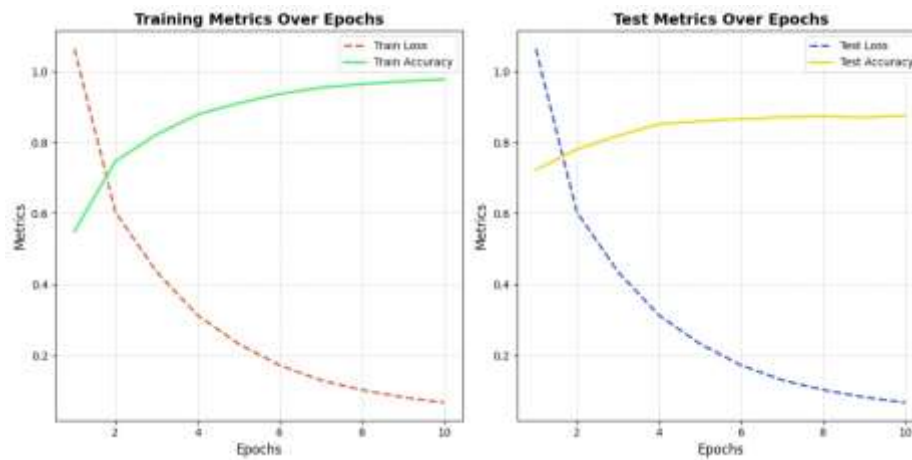 Training Metrics Over Epochs
Train Loss
Train Accuracy
1.0
0.8
0.6
0.4
0.2
Metrics
2 4 6 8 10
Epochs
Test Metrics Over Epochs
Test Loss
Test Accuracy
1.0
0.8
0.6
0.4
0.2
Metrics
2 4 6 8 10
Epochs